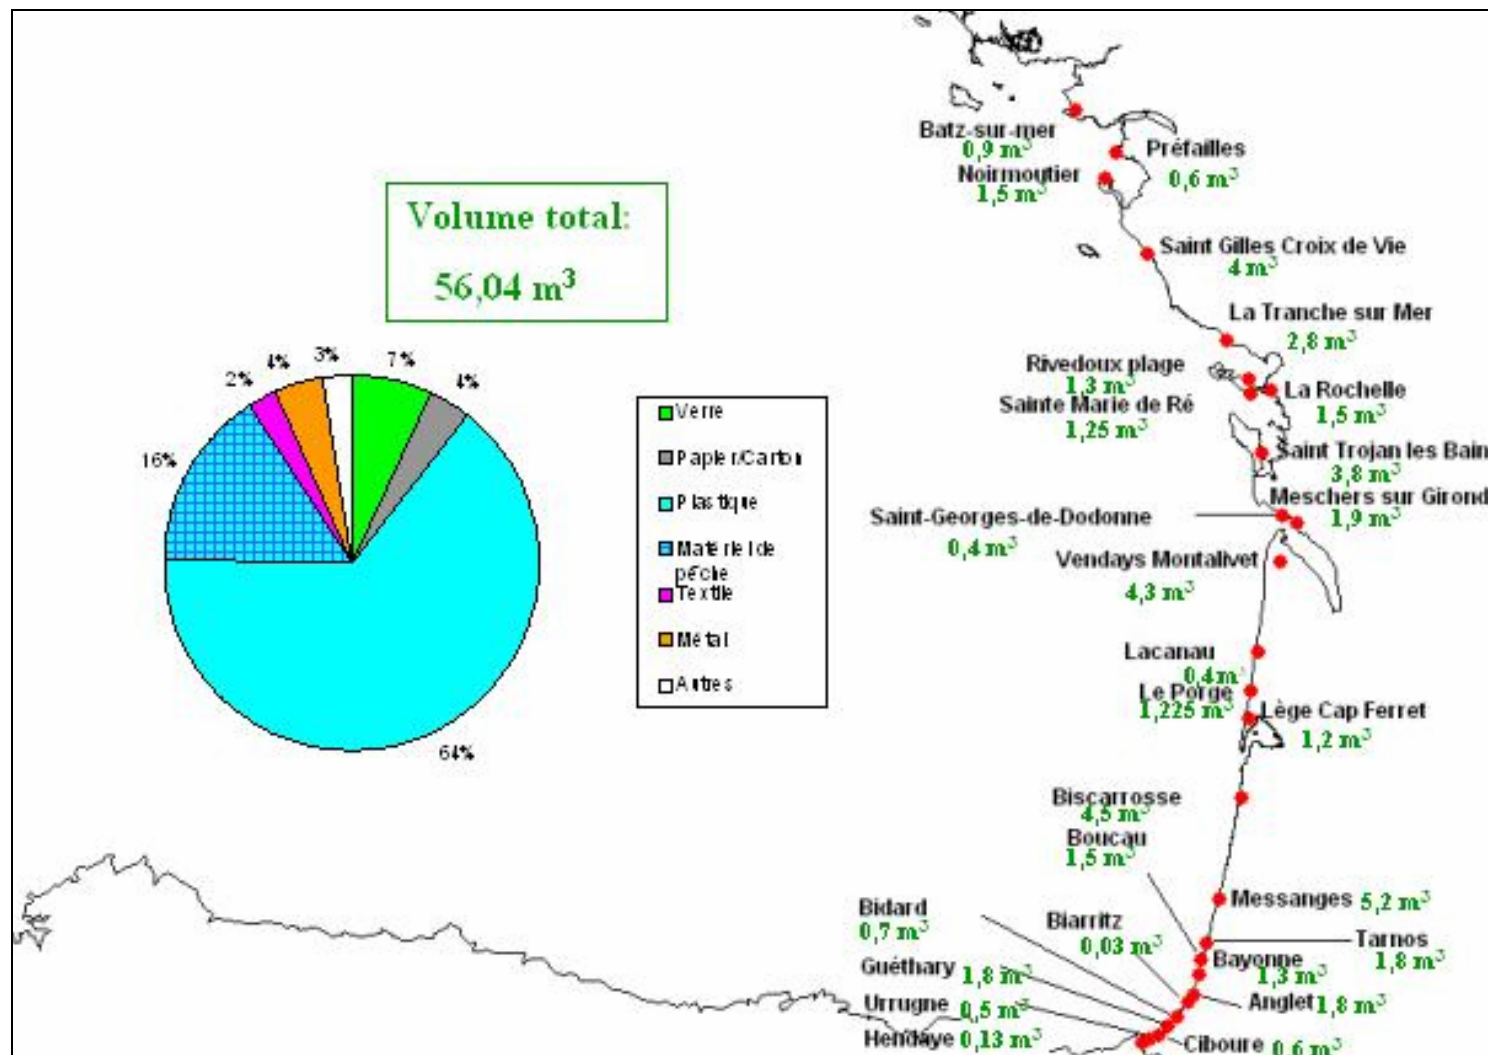 Batz-sur-mer
0,9 m³
Préfailles
0,6 m³
Noirmoutier
1,5 m³
Volume total:
56,04 m³
Saint Gilles Croix de Vie
4 m³
La Tranche sur Mer
2,8 m³
Rivedoux plage
1,3 m³
Sainte Marie de Ré
1,25 m³
La Rochelle
1,5 m³
Saint Trojan les Bain
3,8 m³
Meschers sur Girond
1,9 m³
Saint-Georges-de-Dodonne
0,4 m³
Vendays Montalivet
4,3 m³
Lacanau
0,4 m³
Le Porge
1,225 m³
Lège Cap Ferret
1,2 m³
Biscarrosse
4,5 m³
Boucau
1,5 m³
Messanges 5,2 m³
Tarnos
1,8 m³
Bayonne
1,3 m³
Anglet 1,8 m³
Biarritz
0,03 m³
Bidard
0,7 m³
Guéthary 1,8 m³
Urrugne 0,5 m³
Hendaye 0,13 m³
Ciboure 0,6 m³
2%
4%
3%
7%
4%
16%
64%
Verre
Papier/Carton
Plastique
Matériel de
pêche
Textile
Métal
Autres